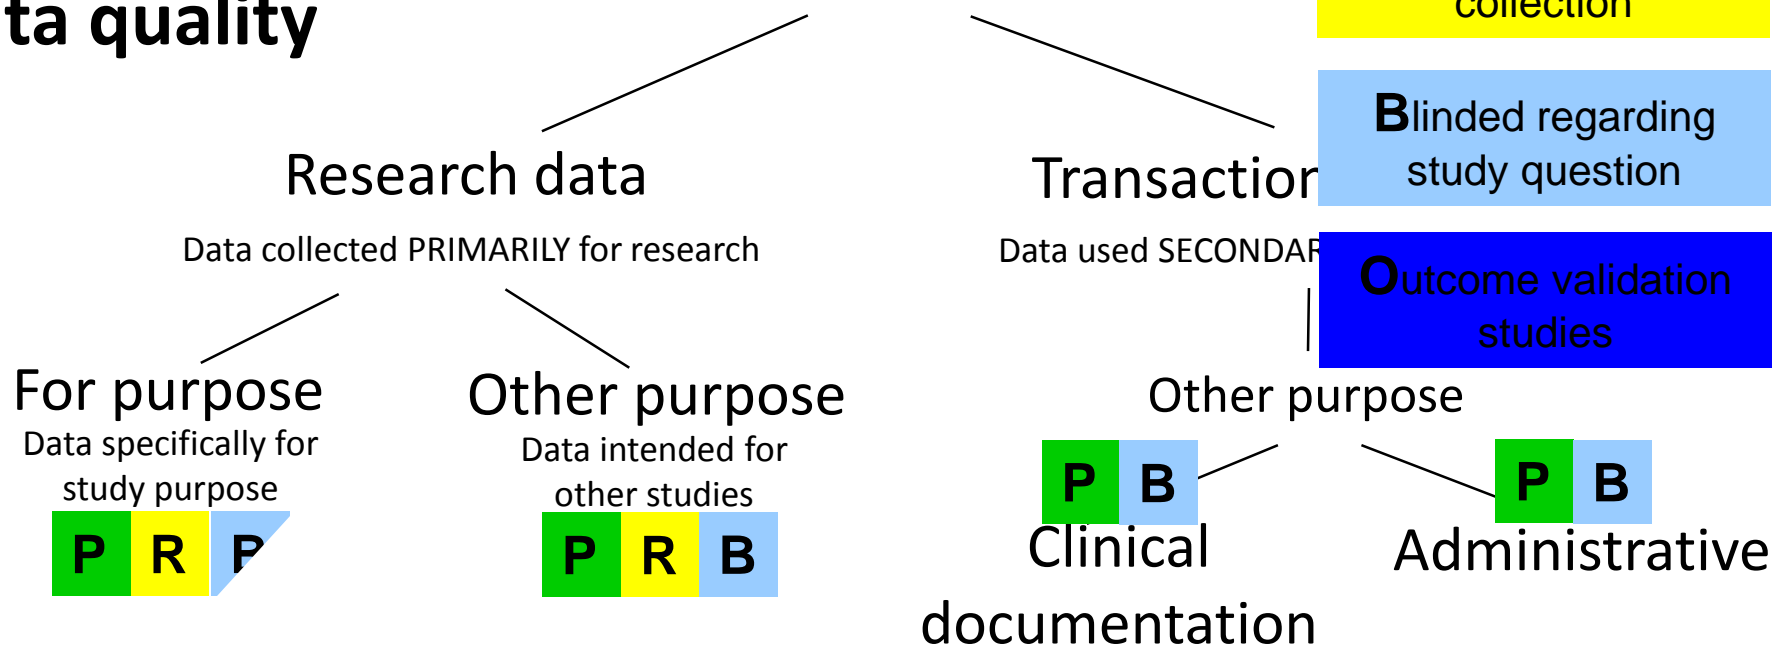 ta quality
collection
Blinded regarding
study question
Outcome validation
studies
Research data
Data collected PRIMARILY for research
Transaction
Data used SECONDAR
For purpose
Data specifically for
study purpose
P R B
Other purpose
Data intended for
other studies
P R B
Other purpose
P B
Clinical
documentation
P B
Administrative